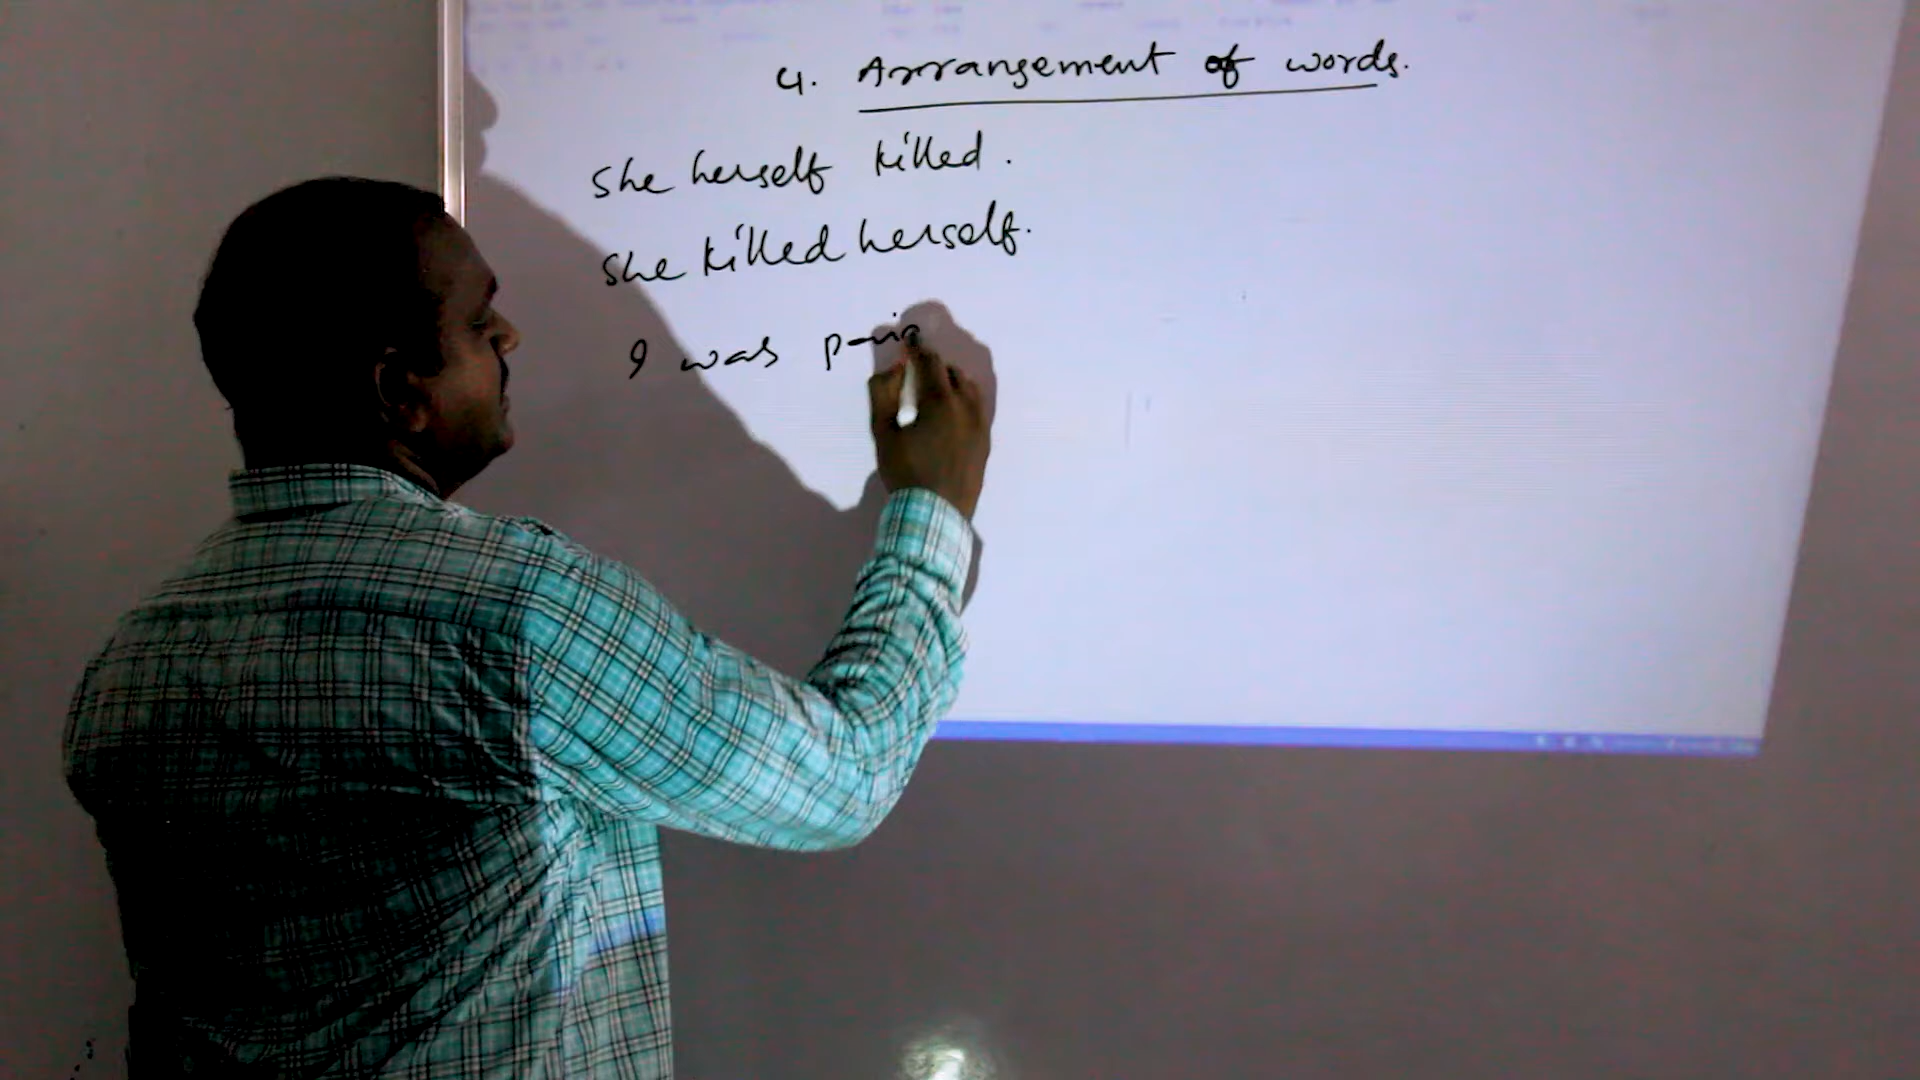 4. Arrangement of words.
She herself killed.
She killed herself.
I was